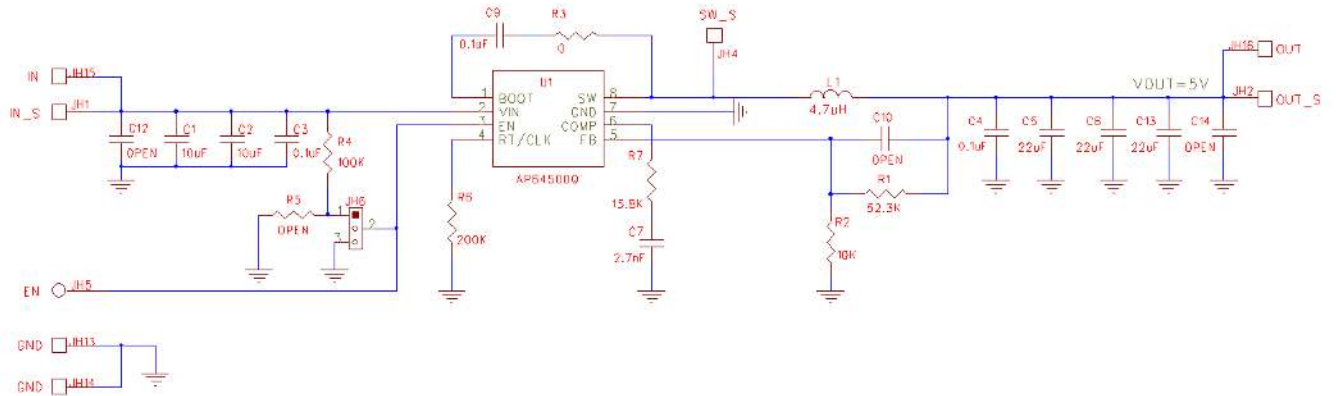 C9
0.1uF
R3
0
SW_S
JH4
IN
JH15
IN_S
JH1
C12
OPEN
C1
10uF
C2
10uF
C3
0.1uF
R4
100K
R5
OPEN
JH6
1
2
3
EN
JH5
GND
JH13
GND
JH14
U1
1
BOOT
2
VIN
3
EN
4
RT/CLK
SW
8
GND
7
COMP
6
FB
5
AP64500Q
R6
200K
R7
15.8K
C7
2.7nF
L1
4.7uH
C10
OPEN
R1
52.3K
R2
10K
VOUT=5V
C4
0.1uF
C5
22uF
C6
22uF
C13
22uF
C14
OPEN
JH16
OUT
JH2
OUT_S